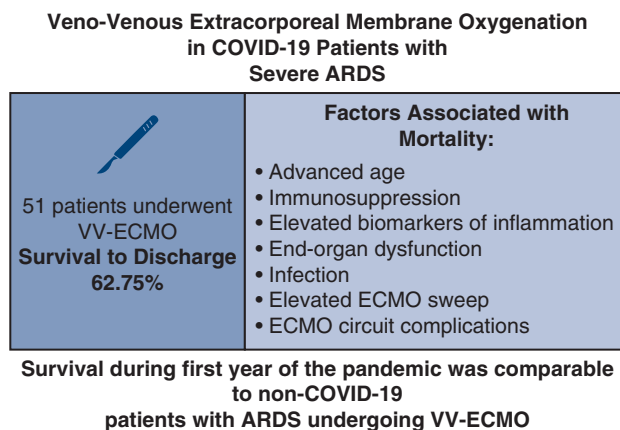 Veno-Venous Extracorporeal Membrane Oxygenation
in COVID-19 Patients with
Severe ARDS
51 patients underwent
VV-ECMO
Survival to Discharge
62.75%
Factors Associated with
Mortality:
• Advanced age
• Immunosuppression
• Elevated biomarkers of inflammation
• End-organ dysfunction
• Infection
• Elevated ECMO sweep
• ECMO circuit complications
Survival during first year of the pandemic was comparable
to non-COVID-19
patients with ARDS undergoing VV-ECMO